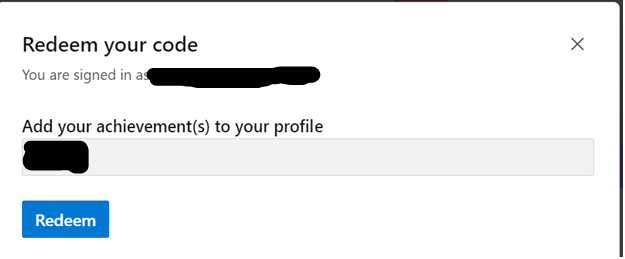 Redeem your code
You are signed in as
Add your achievement(s) to your profile
Redeem